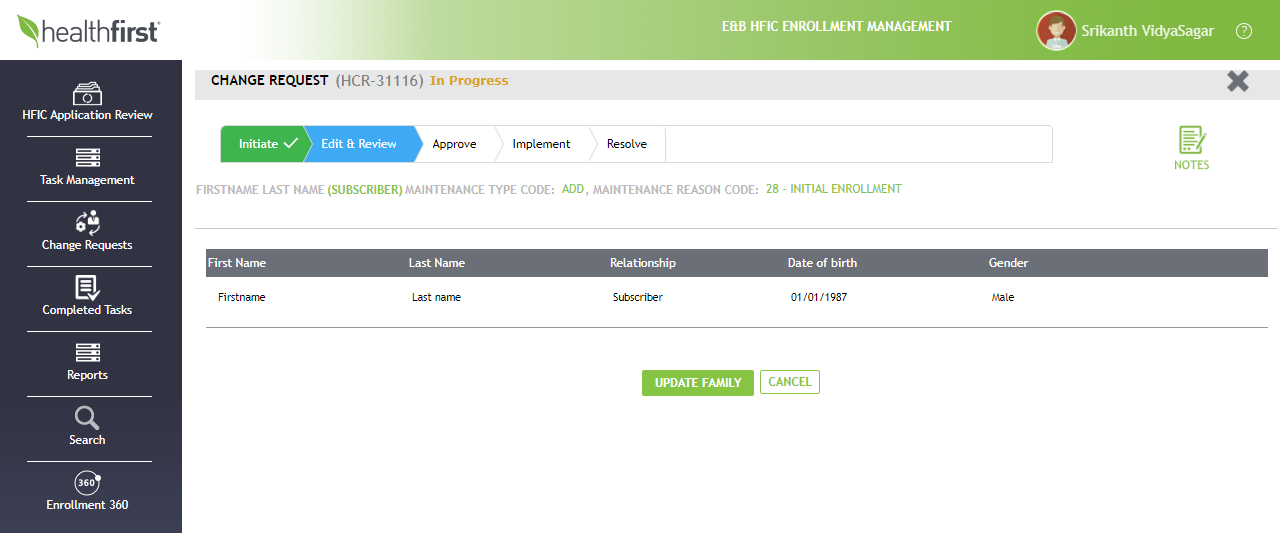 healthfirst
E&B HFIC ENROLLMENT MANAGEMENT
Srikanth VidyaSagar
?
HFIC Application Review
Task Management
Change Requests
Completed Tasks
Reports
Search
360
Enrollment 360
CHANGE REQUEST (HCR-31116) In Progress
Initiate Edit & Review Approve Implement Resolve
NOTES
FIRSTNAME LAST NAME (SUBSCRIBER) MAINTENANCE TYPE CODE: ADD, MAINTENANCE REASON CODE: 28 - INITIAL ENROLLMENT
First Name Last Name Relationship Date of birth Gender
Firstname Last name Subscriber 01/01/1987 Male
UPDATE FAMILY CANCEL